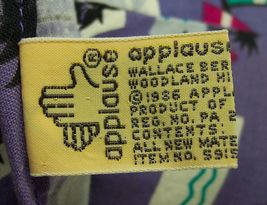 applause®
applause
WALLACE BER
WOODLAND HI
©1986 APPL
PRODUCT OF
REG. NO. PA
CONTENTS:
ALL NEW MATE
ITEM NO.